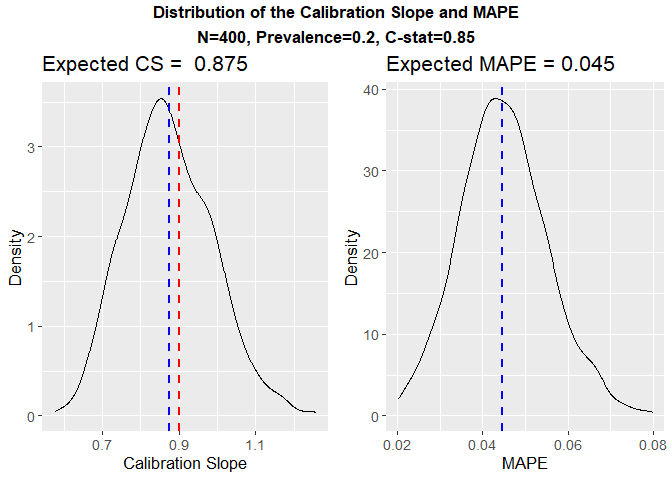 Distribution of the Calibration Slope and MAPE
N=400, Prevalence=0.2, C-stat=0.85
Expected CS =  0.875
Density
3
2
1
0
0.7 0.9 1.1
Calibration Slope
Expected MAPE = 0.045
Density
40
30
20
10
0
0.02 0.04 0.06 0.08
MAPE